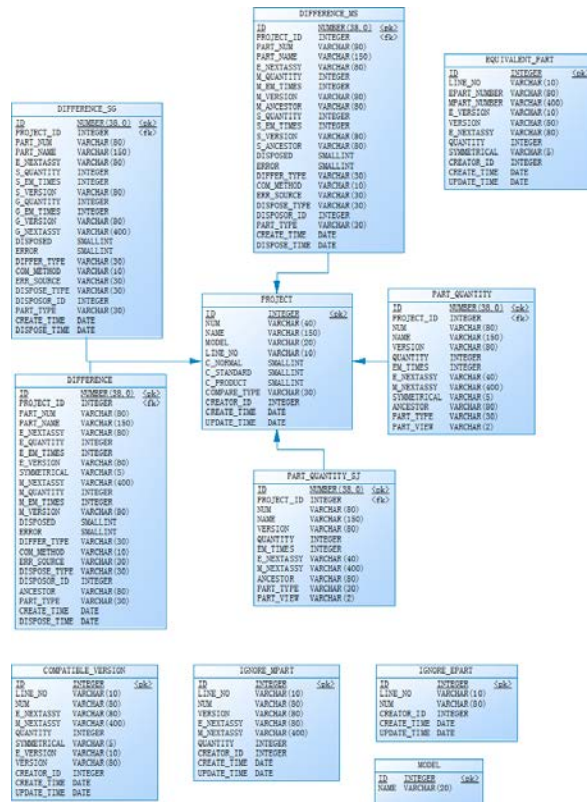 DIFFERENCE_MS
ID NUMBER(38.0) <pk>
PROJECT_ID INTEGER <fk>
PART_NUM VARCHAR(80)
PART_NAME VARCHAR(150)
E_NEXTASSY VARCHAR(80)
M_QUANTITY INTEGER
M_EM_TIMES INTEGER
M_VERSION VARCHAR(80)
M_ANCESTOR VARCHAR(80)
S_QUANTITY INTEGER
S_EM_TIMES INTEGER
S_VERSION VARCHAR(80)
S_ANCESTOR VARCHAR(80)
DISPOSED SMALLINT
ERROR SMALLINT
DIFFER_TYPE VARCHAR(30)
COM_METHOD VARCHAR(10)
ERR_SOURCE VARCHAR(30)
DISPOSE_TYPE VARCHAR(30)
DISPOSOR_ID INTEGER
PART_TYPE VARCHAR(30)
CREATE_TIME DATE
DISPOSE_TIME DATE
EQUIVALENT_PART
ID INTEGER <pk>
LINE_NO VARCHAR(10)
EPART_NUMBER VARCHAR(80)
MPART_NUMBER VARCHAR(400)
E_VERSION VARCHAR(10)
VERSION VARCHAR(80)
E_NEXTASSY VARCHAR(80)
QUANTITY INTEGER
SYMMETRICAL VARCHAR(5)
CREATOR_ID INTEGER
CREATE_TIME DATE
UPDATE_TIME DATE
DIFFERENCE_SG
ID NUMBER(38.0) <pk>
PROJECT_ID INTEGER <fk>
PART_NUM VARCHAR(80)
PART_NAME VARCHAR(150)
E_NEXTASSY VARCHAR(80)
S_QUANTITY INTEGER
S_EM_TIMES INTEGER
S_VERSION VARCHAR(80)
G_QUANTITY INTEGER
G_EM_TIMES INTEGER
G_VERSION VARCHAR(80)
G_NEXTASSY VARCHAR(400)
DISPOSED SMALLINT
ERROR SMALLINT
DIFFER_TYPE VARCHAR(30)
COM_METHOD VARCHAR(10)
ERR_SOURCE VARCHAR(30)
DISPOSE_TYPE VARCHAR(30)
DISPOSOR_ID INTEGER
PART_TYPE VARCHAR(30)
CREATE_TIME DATE
DISPOSE_TIME DATE
PROJECT
ID INTEGER <pk>
NUM VARCHAR(40)
NAME VARCHAR(150)
MODEL VARCHAR(20)
LINE_NO VARCHAR(10)
C_NORMAL SMALLINT
C_STANDARD SMALLINT
C_PRODUCT SMALLINT
COMPARE_TYPE VARCHAR(30)
CREATOR_ID INTEGER
CREATE_TIME DATE
UPDATE_TIME DATE
PART_QUANTITY
ID NUMBER(38.0) <pk>
PROJECT_ID INTEGER <fk>
NUM VARCHAR(80)
NAME VARCHAR(150)
VERSION VARCHAR(80)
QUANTITY INTEGER
EM_TIMES INTEGER
E_NEXTASSY VARCHAR(40)
M_NEXTASSY VARCHAR(400)
SYMMETRICAL VARCHAR(5)
ANCESTOR VARCHAR(80)
PART_TYPE VARCHAR(30)
PART_VIEW VARCHAR(2)
DIFFERENCE
ID NUMBER(38.0) <pk>
PROJECT_ID INTEGER <fk>
PART_NUM VARCHAR(80)
PART_NAME VARCHAR(150)
E_NEXTASSY VARCHAR(80)
E_QUANTITY INTEGER
E_EM_TIMES INTEGER
E_VERSION VARCHAR(80)
SYMMETRICAL VARCHAR(5)
M_NEXTASSY VARCHAR(400)
M_QUANTITY INTEGER
M_EM_TIMES INTEGER
M_VERSION VARCHAR(80)
DISPOSED SMALLINT
ERROR SMALLINT
DIFFER_TYPE VARCHAR(30)
COM_METHOD VARCHAR(10)
ERR_SOURCE VARCHAR(30)
DISPOSE_TYPE VARCHAR(30)
DISPOSOR_ID INTEGER
ANCESTOR VARCHAR(80)
PART_TYPE VARCHAR(30)
CREATE_TIME DATE
DISPOSE_TIME DATE
PART_QUANTITY_SJ
ID NUMBER(38.0) <pk>
PROJECT_ID INTEGER <fk>
NUM VARCHAR(80)
NAME VARCHAR(150)
VERSION VARCHAR(80)
QUANTITY INTEGER
EM_TIMES INTEGER
E_NEXTASSY VARCHAR(40)
M_NEXTASSY VARCHAR(400)
ANCESTOR VARCHAR(80)
PART_TYPE VARCHAR(30)
PART_VIEW VARCHAR(2)
COMPATIBLE_VERSION
ID INTEGER <pk>
LINE_NO VARCHAR(10)
NUM VARCHAR(80)
E_NEXTASSY VARCHAR(80)
M_NEXTASSY VARCHAR(400)
QUANTITY INTEGER
SYMMETRICAL VARCHAR(5)
E_VERSION VARCHAR(10)
VERSION VARCHAR(80)
CREATOR_ID INTEGER
CREATE_TIME DATE
UPDATE_TIME DATE
IGNORE_MPART
ID INTEGER <pk>
LINE_NO VARCHAR(10)
NUM VARCHAR(80)
VERSION VARCHAR(80)
E_NEXTASSY VARCHAR(80)
M_NEXTASSY VARCHAR(400)
QUANTITY INTEGER
CREATOR_ID INTEGER
CREATE_TIME DATE
UPDATE_TIME DATE
IGNORE_EPART
ID INTEGER <pk>
LINE_NO VARCHAR(10)
NUM VARCHAR(80)
CREATOR_ID INTEGER
CREATE_TIME DATE
UPDATE_TIME DATE
MODEL
ID INTEGER <pk>
NAME VARCHAR(20)